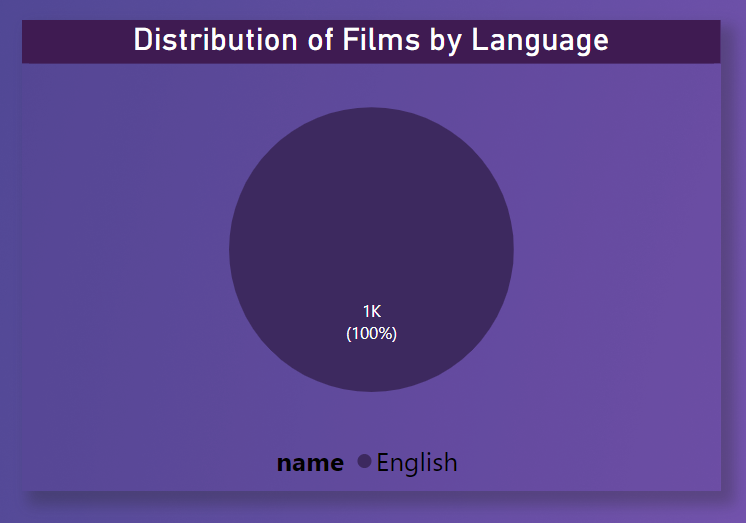 Distribution of Films by Language
1K
(100%)
name English